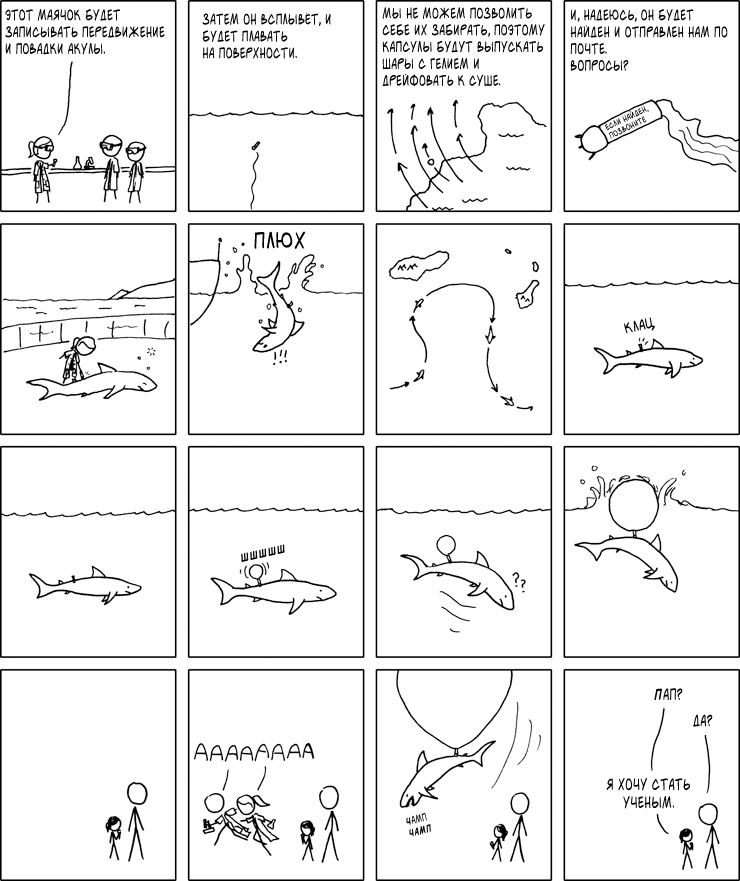 ЭТОТ МАЯЧОК БУДЕТ
ЗАПИСЫВАТЬ ПЕРЕДВИЖЕНИЕ
И ПОВАДКИ АКУЛЫ.
ЗАТЕМ ОН ВСПЛЫВЕТ, И
БУДЕТ ПЛАВАТЬ
НА ПОВЕРХНОСТИ.
МЫ НЕ МОЖЕМ ПОЗВОЛИТЬ
СЕБЕ ИХ ЗАБИРАТЬ, ПОЭТОМУ
КАПСУЛЫ БУДУТ ВЫПУСКАТЬ
ШАРЫ С ГЕЛИЕМ И
ДРЕЙФОВАТЬ К СУШЕ.
И, НАДЕЮСЬ, ОН БУДЕТ
НАЙДЕН И ОТПРАВЛЕН НАМ ПО
ПОЧТЕ.
ВОПРОСЫ?
ЕСЛИ НАЙДЕН,
ПОЗВОНИТЕ
ПЛЮХ
!!!
КЛАЦ
ШШШШШ
??
АААААААА
ЧАМП
ЧАМП
ПАП?
ДА?
Я ХОЧУ СТАТЬ
УЧЕНЫМ.